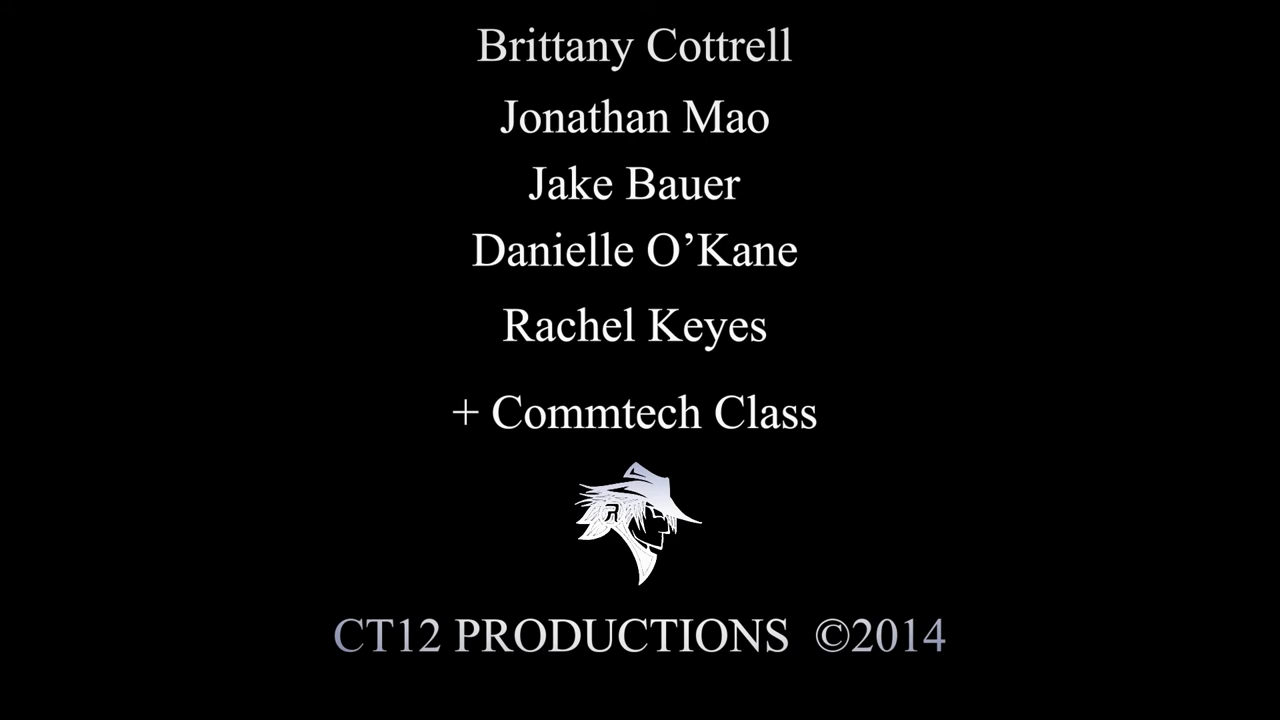 Brittany Cottrell
Jonathan Mao
Jake Bauer
Danielle O’Kane
Rachel Keyes
+ Commtech Class
CT12 PRODUCTIONS ©2014